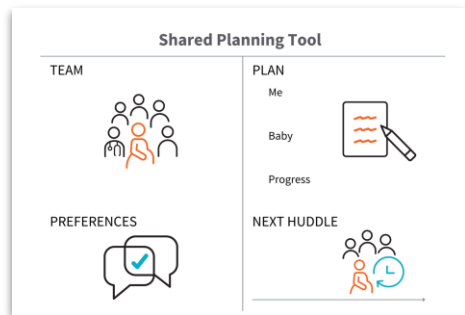 Shared Planning Tool
TEAM
PLAN
Me
Baby
Progress
PREFERENCES
NEXT HUDDLE